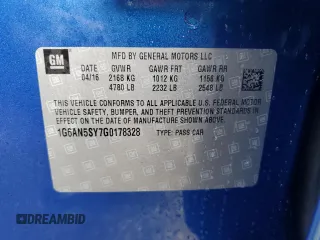 GM
MFD BY GENERAL MOTORS LLC
DATE GVWR GAWR FRT GAWR RR
04/16 2168 KG 1012 KG 1156 KG
4780 LB 2232 LB 2548 LB
THIS VEHICLE CONFORMS TO ALL APPLICABLE U.S. FEDERAL MOTOR
VEHICLE SAFETY, BUMPER, AND THEFT PREVENTION
STANDARDS IN EFFECT ON THE
DATE OF MANUFACTURE SHOWN ABOVE.
1G6AN5SY7G0178328 TYPE: PASS CAR
DREAMBID